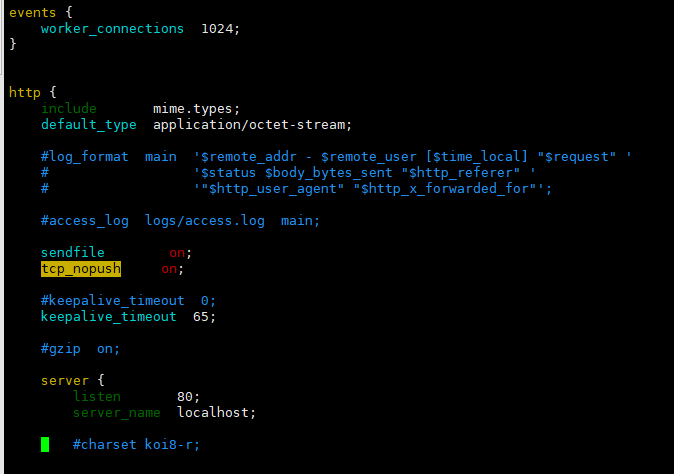 events {
    worker_connections  1024;
}
http {
    include       mime.types;
    default_type  application/octet-stream;
    #log_format  main  '$remote_addr - $remote_user [$time_local] "$request" '
    #                  '$status $body_bytes_sent "$http_referer" '
    #                  '"$http_user_agent" "$http_x_forwarded_for"';
    #access_log  logs/access.log  main;
    sendfile        on;
    tcp_nopush     on;
    #keepalive_timeout  0;
    keepalive_timeout  65;
    #gzip  on;
    server {
        listen       80;
        server_name  localhost;
        #charset koi8-r;